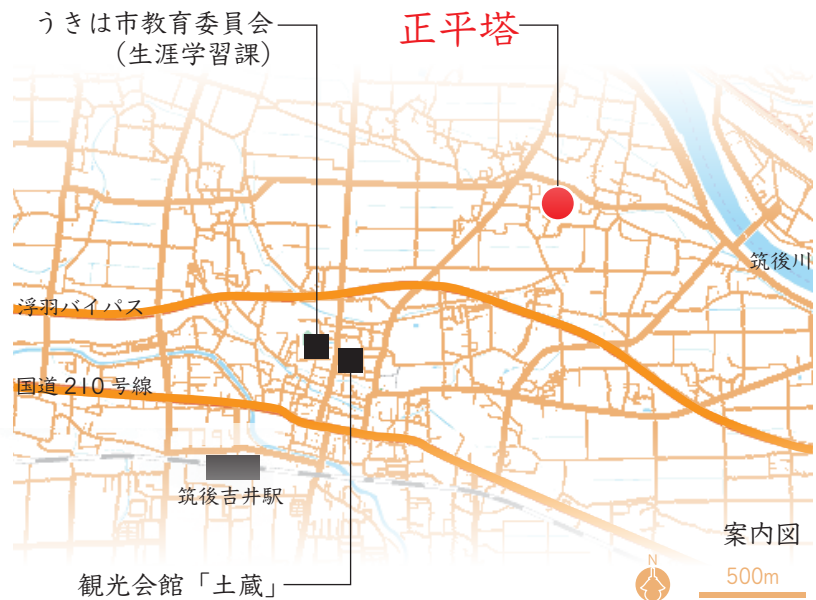 うきは市教育委員会
(生涯学習課)
正平塔
筑後川
浮羽バイパス
国道210号線
筑後吉井駅
観光会館「土蔵」
案内図
N
500m